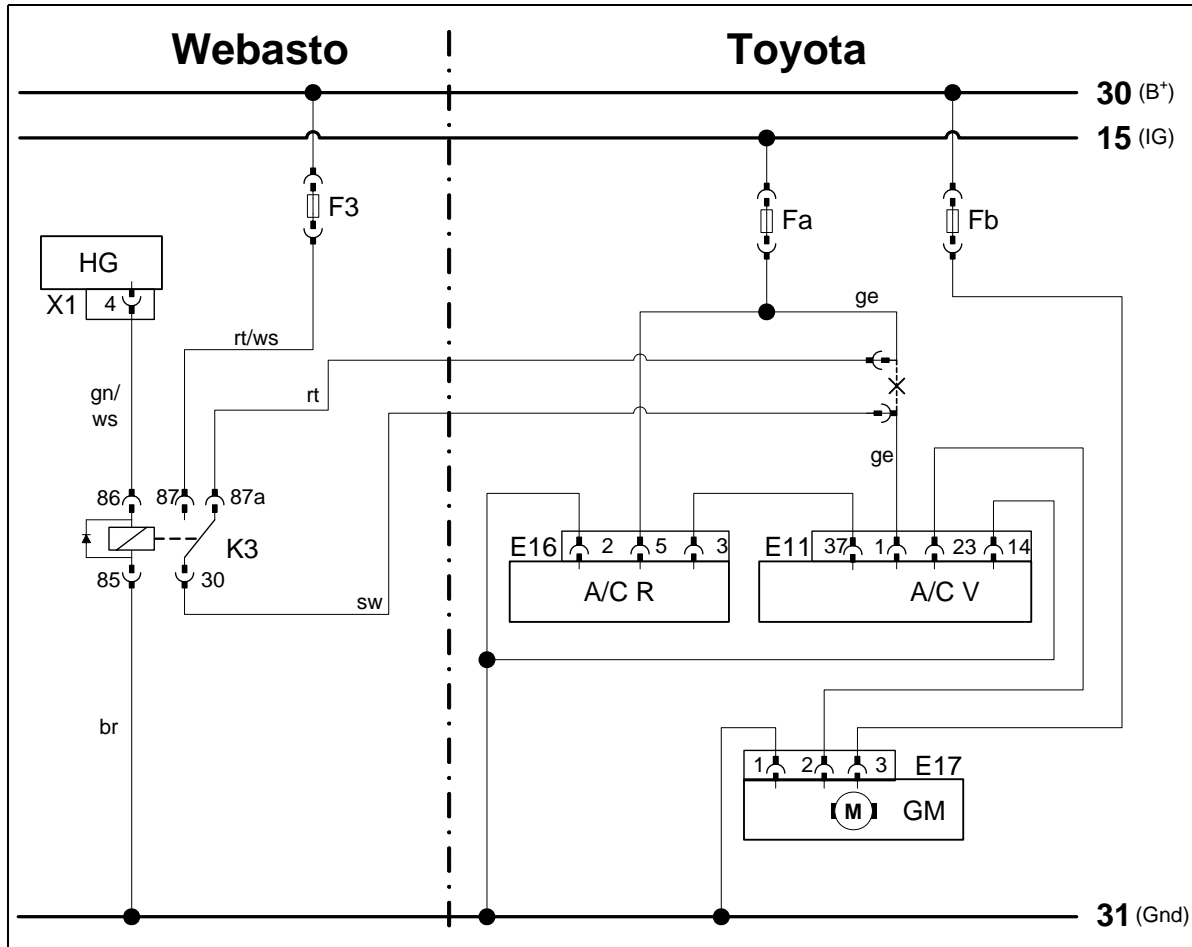 Webasto Toyota
30 (B+)
15 (IG)
F3 Fa Fb
HG
X1 4
ge
rt/ws
gn/
ws
rt
ge
86 87 87a
K3
85 30
sw
E16 2 5 3 E11 37 1 23 14
A/C R A/C V
br
1 2 3 E17
M GM
31 (Gnd)